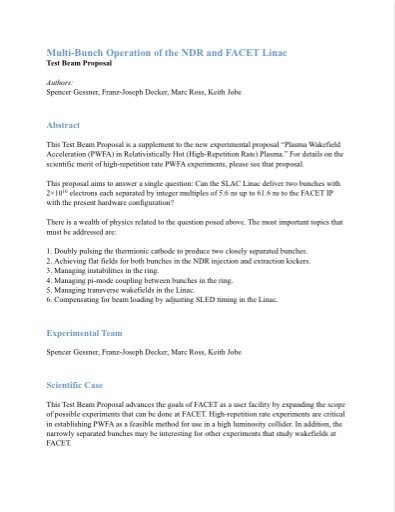 Multi-Bunch Operation of the NDR and FACET Linac
Test Beam Proposal
Authors:
Spencer Gessner, Franz-Joseph Decker, Marc Ross, Keith Jobe
Abstract
This Test Beam Proposal is a supplement to the new experimental proposal “Plasma Wakefield
Acceleration (PWFA) in Relativistically Hot (High-Repetition Rate) Plasma.” For details on the
scientific merit of high-repetition rate PWFA experiments, please see that proposal.
This proposal aims to answer a single question: Can the SLAC Linac deliver two bunches with
2×10¹⁰ electrons each separated by integer multiples of 5.6 ns up to 61.6 ns to the FACET IP
with the present hardware configuration?
There is a wealth of physics related to the question posed above. The most important topics that
must be addressed are:
1. Doubly pulsing the thermionic cathode to produce two closely separated bunches.
2. Achieving flat fields for both bunches in the NDR injection and extraction kickers.
3. Managing instabilities in the ring.
4. Managing pi-mode coupling between bunches in the ring.
5. Managing transverse wakefields in the Linac.
6. Compensating for beam loading by adjusting SLED timing in the Linac.
Experimental Team
Spencer Gessner, Franz-Joseph Decker, Marc Ross, Keith Jobe
Scientific Case
This Test Beam Proposal advances the goals of FACET as a user facility by expanding the scope
of possible experiments that can be done at FACET. High-repetition rate experiments are critical
in establishing PWFA as a feasible method for use in a high luminosity collider. In addition, the
narrowly separated bunches may be interesting for other experiments that study wakefields at
FACET.